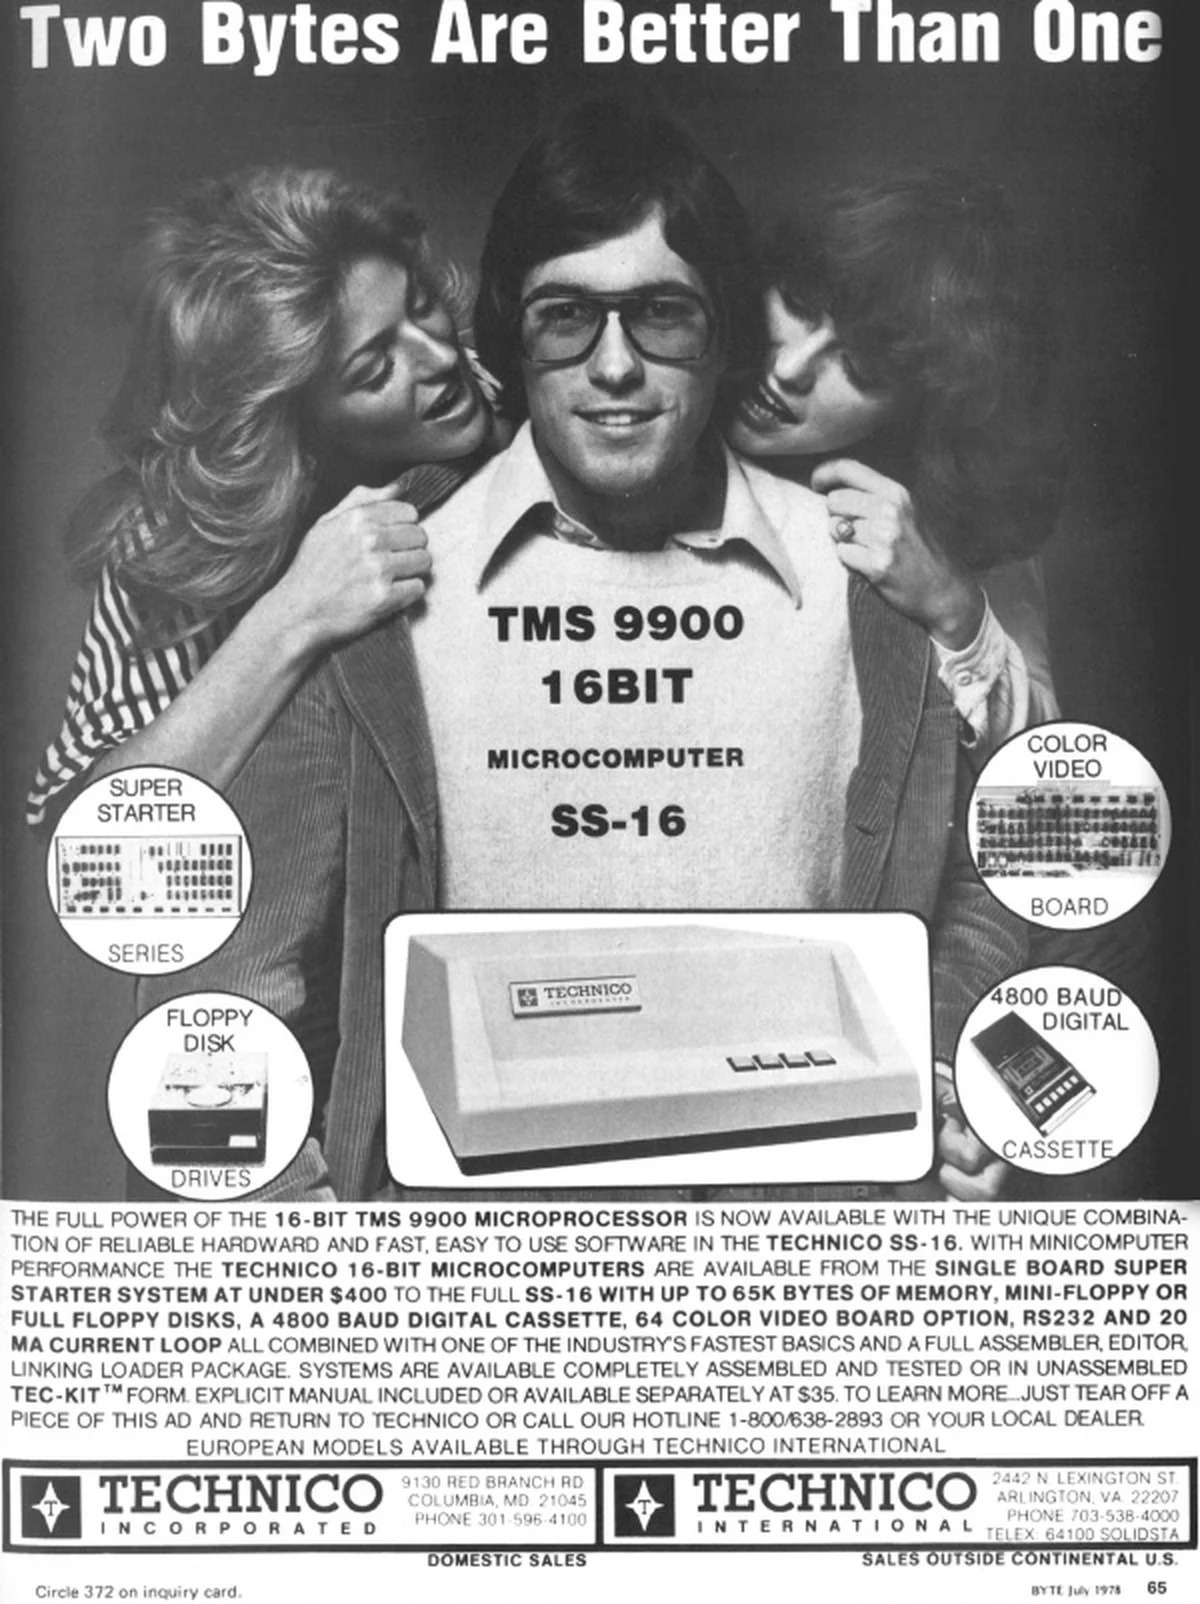 Two Bytes Are Better Than One
TMS 9900
16BIT
MICROCOMPUTER
SS-16
SUPER
STARTER
SERIES
COLOR
VIDEO
BOARD
FLOPPY
DISK
DRIVES
4800 BAUD
DIGITAL
CASSETTE
TECHNICO
INCORPORATED
THE FULL POWER OF THE 16-BIT TMS 9900 MICROPROCESSOR IS NOW AVAILABLE WITH THE UNIQUE COMBINA-
TION OF RELIABLE HARDWARE AND FAST, EASY TO USE SOFTWARE IN THE TECHNICO SS-16. WITH MINICOMPUTER
PERFORMANCE THE TECHNICO 16-BIT MICROCOMPUTERS ARE AVAILABLE FROM THE SINGLE BOARD SUPER
STARTER SYSTEM AT UNDER $400 TO THE FULL SS-16 WITH UP TO 65K BYTES OF MEMORY, MINI-FLOPPY OR
FULL FLOPPY DISKS, A 4800 BAUD DIGITAL CASSETTE, 64 COLOR VIDEO BOARD OPTION, RS232 AND 20
MA CURRENT LOOP ALL COMBINED WITH ONE OF THE INDUSTRY'S FASTEST BASICS AND A FULL ASSEMBLER, EDITOR,
LINKING LOADER PACKAGE. SYSTEMS ARE AVAILABLE COMPLETELY ASSEMBLED AND TESTED OR IN UNASSEMBLED
TEC-KIT™ FORM. EXPLICIT MANUAL INCLUDED OR AVAILABLE SEPARATELY AT $35. TO LEARN MORE...JUST TEAR OFF A
PIECE OF THIS AD AND RETURN TO TECHNICO OR CALL OUR HOTLINE 1-800/638-2893 OR YOUR LOCAL DEALER.
EUROPEAN MODELS AVAILABLE THROUGH TECHNICO INTERNATIONAL
T
TECHNICO
INCORPORATED
9130 RED BRANCH RD
COLUMBIA, MD. 21045
PHONE 301-596-4100
T
TECHNICO
INTERNATIONAL
2442 N. LEXINGTON ST.
ARLINGTON, VA. 22207
PHONE 703-538-4000
TELEX: 64100 SOLIDSTA
DOMESTIC SALES
SALES OUTSIDE CONTINENTAL U.S.
Circle 372 on inquiry card.
BYTE July 1978 65